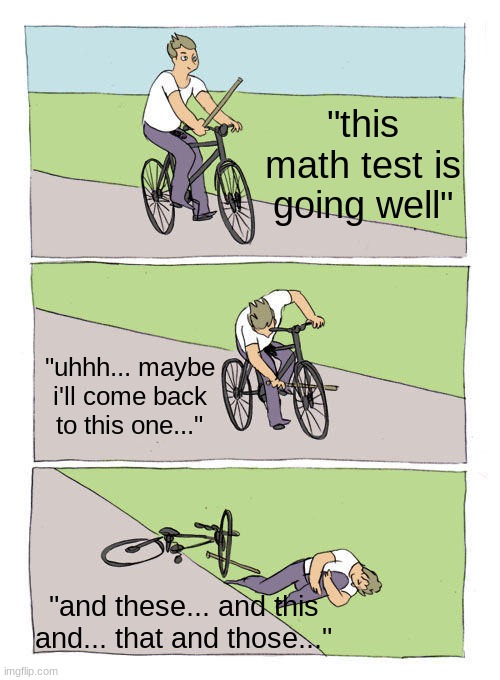 "this
math test is
going well"
"uhhh... maybe
i'll come back
to this one..."
"and these... and this
and... that and those..."
imgflip.com